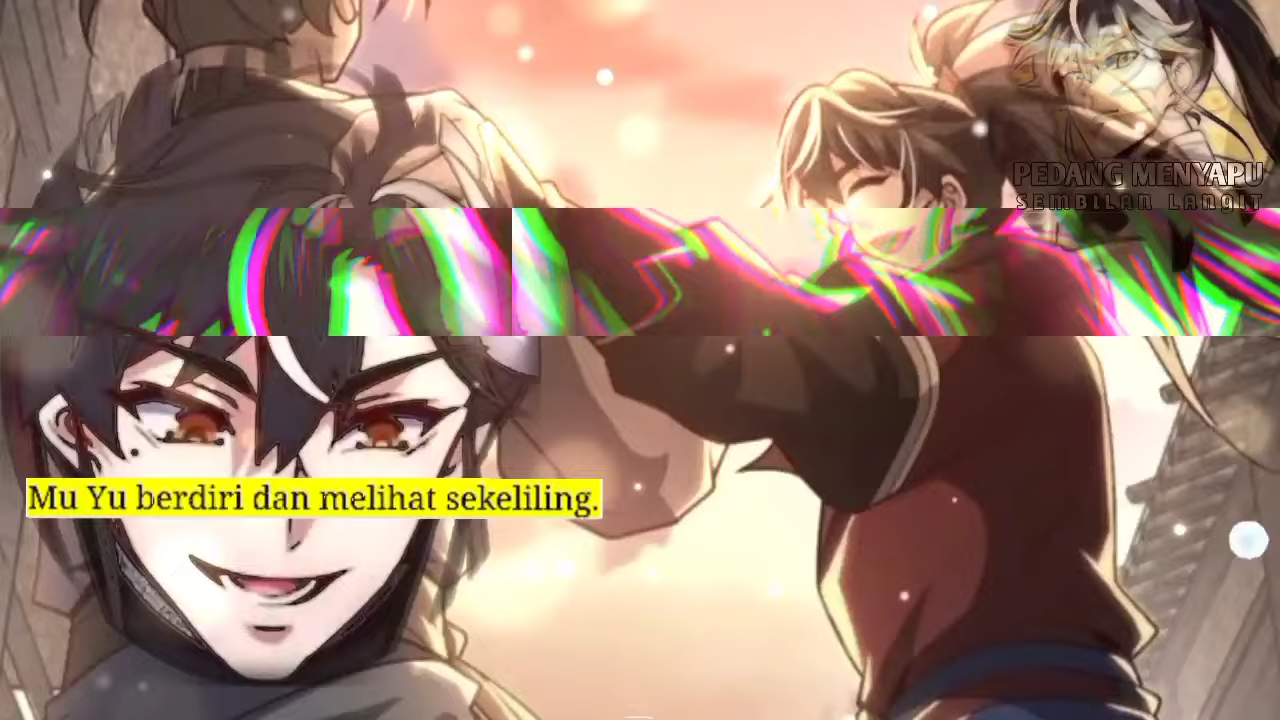 PEDANG MENYAPU
SEMBILAN LANGIT
Mu Yu berdiri dan melihat sekeliling.